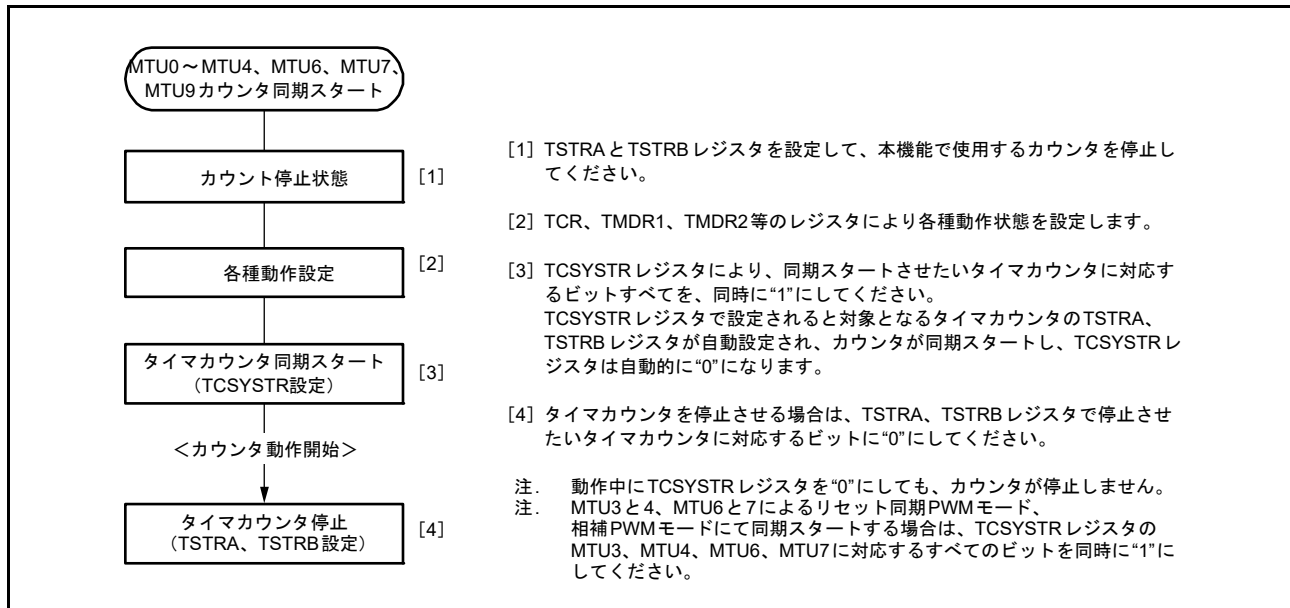 MTU0～MTU4、MTU6、MTU7、
MTU9カウンタ同期スタート
カウント停止状態
[1]
各種動作設定
[2]
タイマカウンタ同期スタート
（TCSYSTR設定）
[3]
＜カウンタ動作開始＞
タイマカウンタ停止
（TSTRA、TSTRB設定）
[4]
[1] TSTRAとTSTRBレジスタを設定して、本機能で使用するカウンタを停止し
てください。
[2] TCR、TMDR1、TMDR2等のレジスタにより各種動作状態を設定します。
[3] TCSYSTRレジスタにより、同期スタートさせたいタイマカウンタに対応す
るビットすべてを、同時に“1”にしてください。
TCSYSTRレジスタで設定されると対象となるタイマカウンタのTSTRA、
TSTRBレジスタが自動設定され、カウンタが同期スタートし、TCSYSTRレ
ジスタは自動的に“0”になります。
[4] タイマカウンタを停止させる場合は、TSTRA、TSTRBレジスタで停止させ
たいタイマカウンタに対応するビットに“0”にしてください。
注. 動作中にTCSYSTRレジスタを“0”にしても、カウンタが停止しません。
注. MTU3と4、MTU6と7によるリセット同期PWMモード、
相補PWMモードにて同期スタートする場合は、TCSYSTRレジスタの
MTU3、MTU4、MTU6、MTU7に対応するすべてのビットを同時に“1”に
してください。